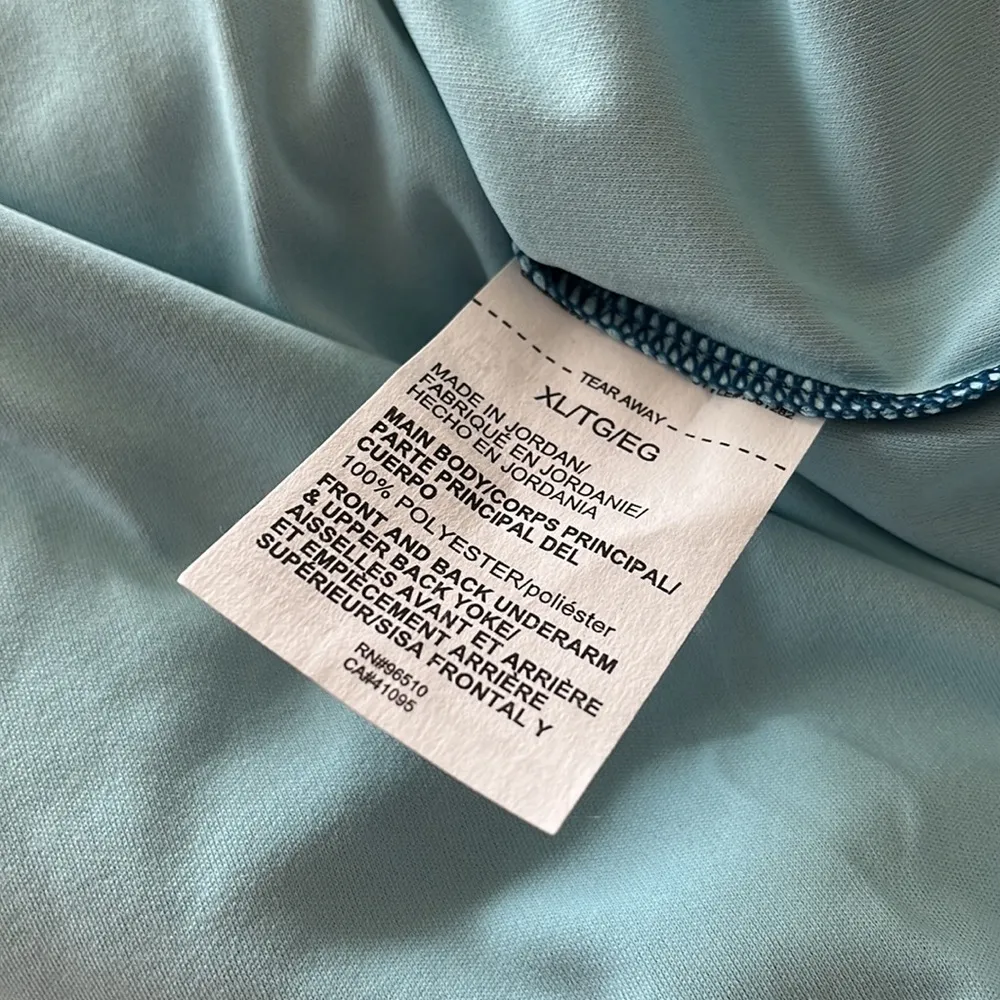 TEAR AWAY
XL/TG/EG
MADE IN JORDAN/
FABRIQUÉ EN JORDANIE/
HECHO EN JORDANIA
MAIN BODY/CORPS PRINCIPAL/
PARTE PRINCIPAL DEL
CUERPO
100% POLYESTER/poliéster
FRONT AND BACK UNDERARM
& UPPER BACK YOKE/
AISSELLES AVANT ET ARRIÈRE
ET EMPIÈCEMENT ARRIÈRE
SUPÉRIEUR/SISA FRONTAL Y
RN#96510
CA#41095